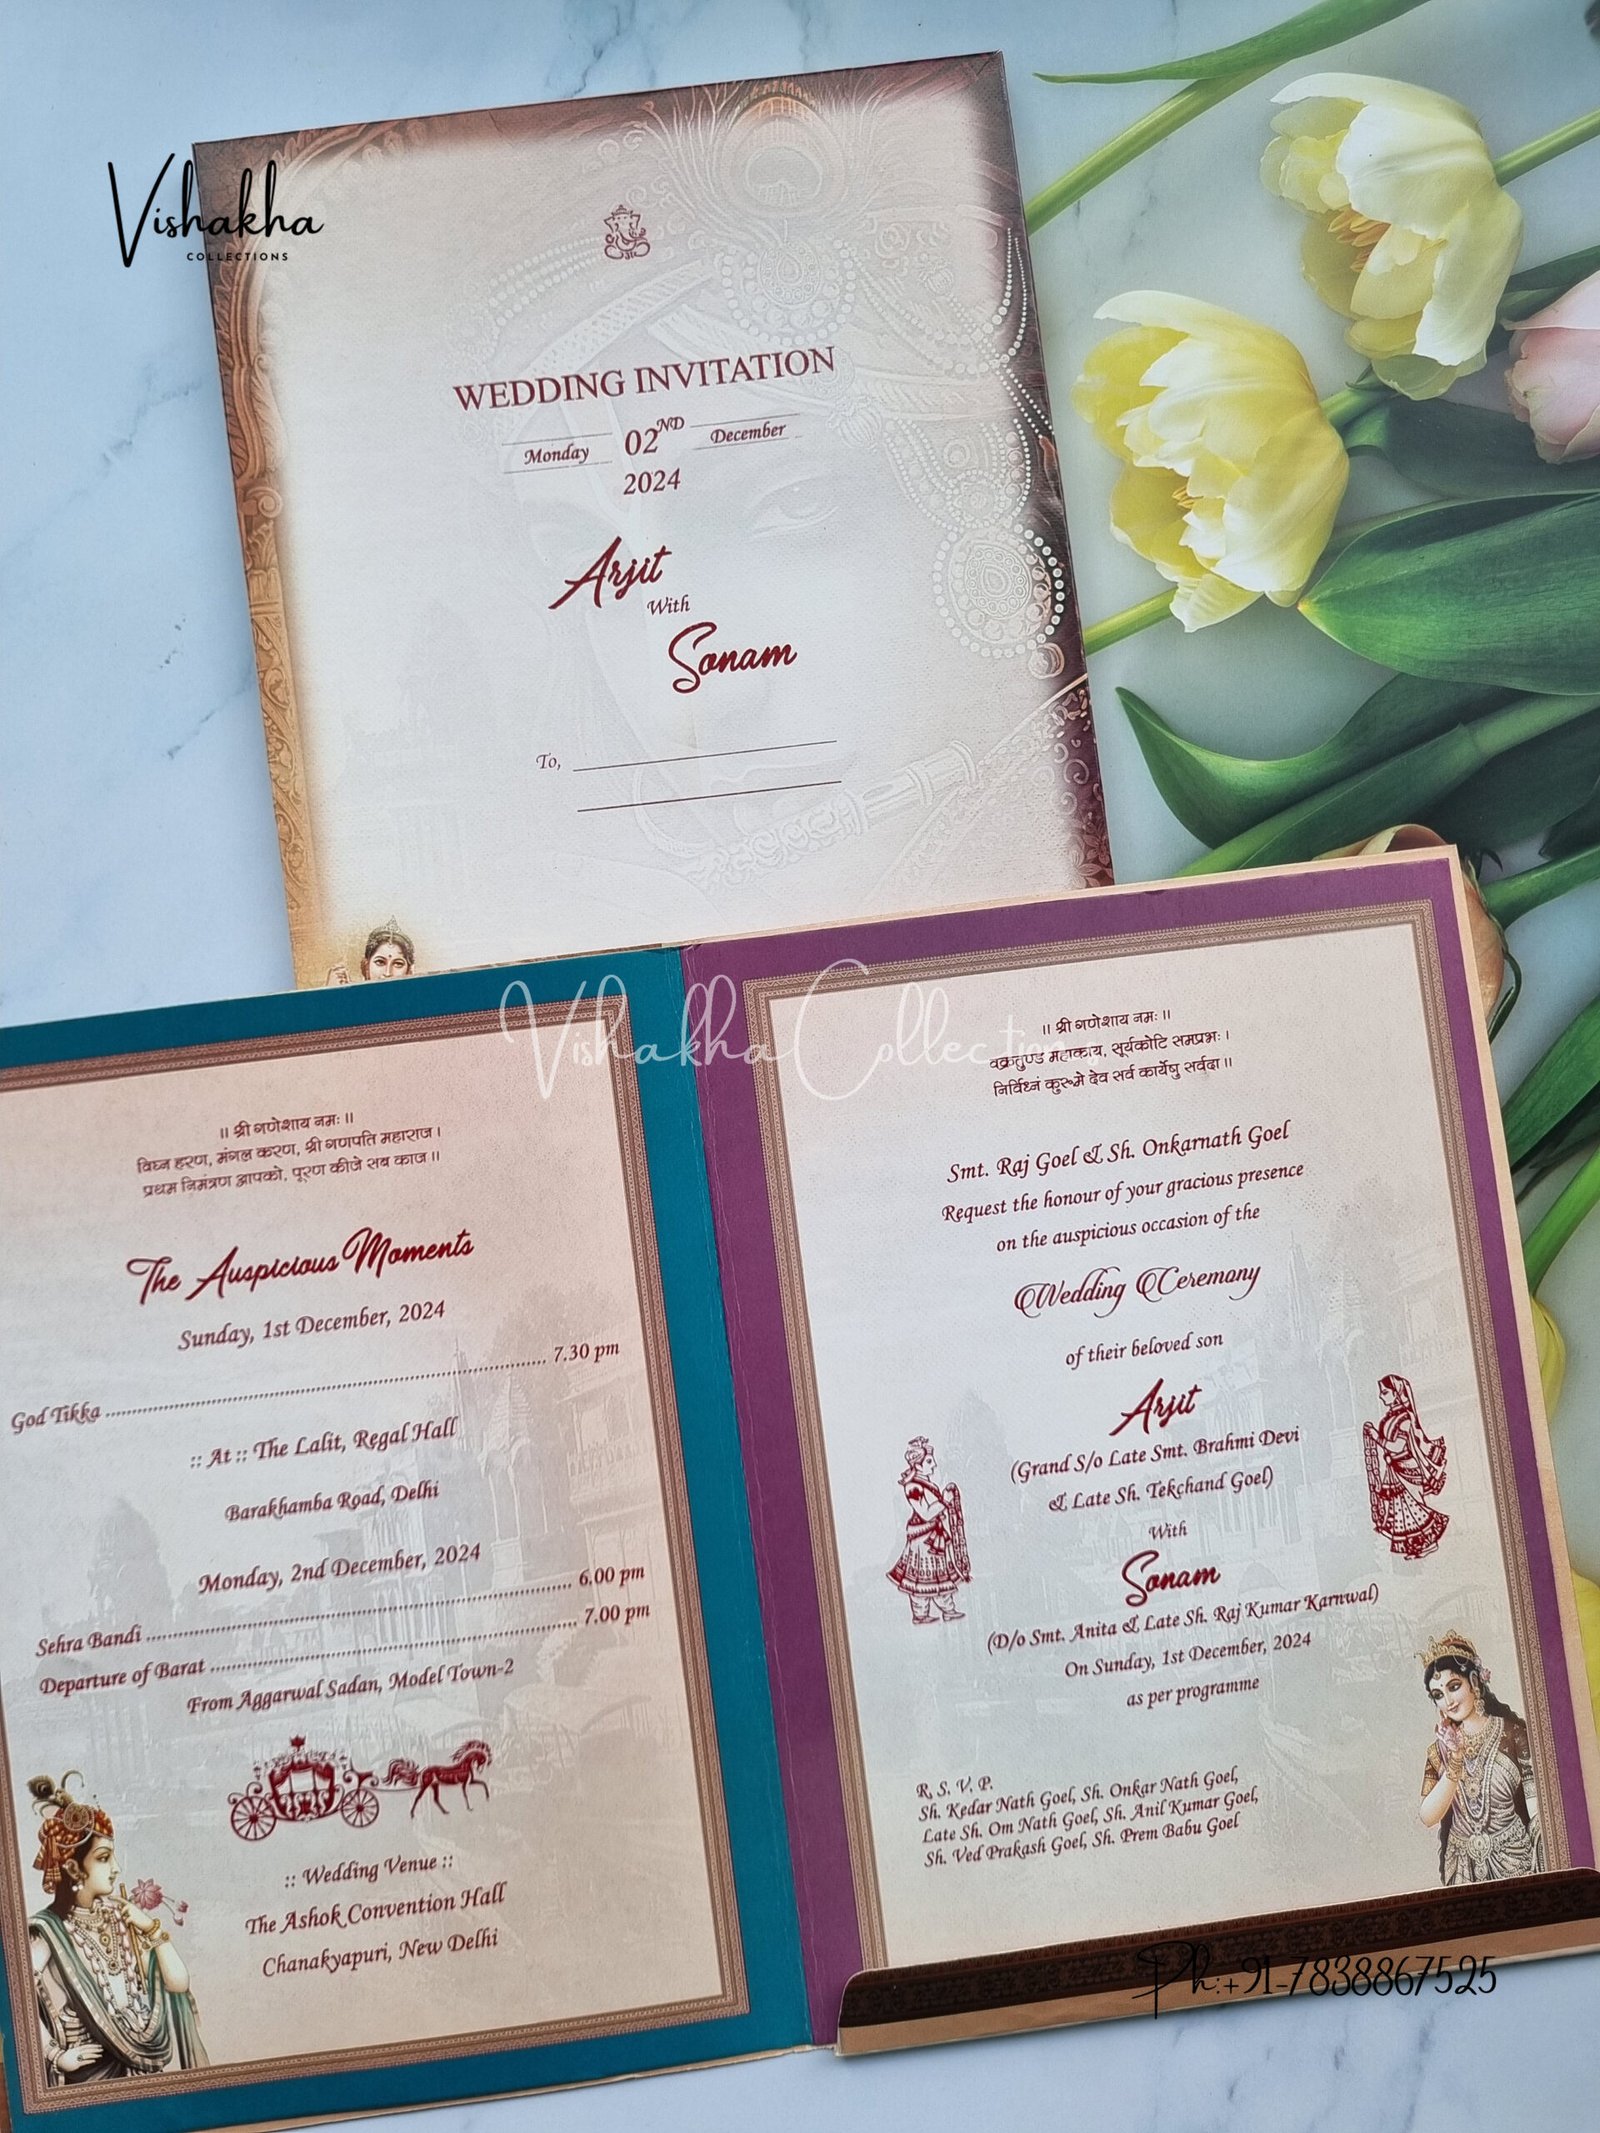 Vishakha
COLLECTIONS
WEDDING INVITATION
Monday 02ND December
2024
Arjit
With
Sonam
To,
Vishakha Collection
॥ श्री गणेशाय नमः ॥
विघ्न हरण, मंगल करण, श्री गणपति महाराज।
प्रथम निमंत्रण आपको, पूरण कीजे सब काज॥
The Auspicious Moments
Sunday, 1st December, 2024
God Tikka ........................................................ 7.30 pm
:: At :: The Lalit, Regal Hall
Barakhamba Road, Delhi
Monday, 2nd December, 2024
Sehra Bandi ........................................................ 6.00 pm
Departure of Barat ........................................................ 7.00 pm
From Aggarwal Sadan, Model Town-2
:: Wedding Venue ::
The Ashok Convention Hall
Chanakyapuri, New Delhi
॥ श्री गणेशाय नमः ॥
वक्रतुण्ड महाकाय, सूर्यकोटि समप्रभः।
निर्विघ्नं कुरूमे देव सर्व कार्येषु सर्वदा॥
Smt. Raj Goel & Sh. Onkarnath Goel
Request the honour of your gracious presence
on the auspicious occasion of the
Wedding Ceremony
of their beloved son
Arjit
(Grand S/o Late Smt. Brahmi Devi
& Late Sh. Tekchand Goel)
With
Sonam
(D/o Smt. Anita & Late Sh. Raj Kumar Karnwal)
On Sunday, 1st December, 2024
as per programme
R. S. V. P.
Sh. Kedar Nath Goel, Sh. Onkar Nath Goel,
Late Sh. Om Nath Goel, Sh. Anil Kumar Goel,
Sh. Ved Prakash Goel, Sh. Prem Babu Goel
Ph:+91-7838867525